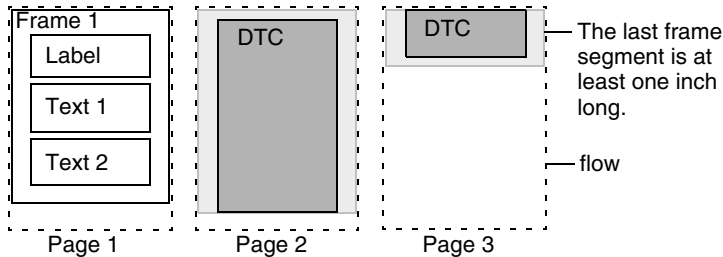 Frame 1
Label
Text 1
Text 2
Page 1
DTC
Page 2
DTC
Page 3
The last frame
segment is at
least one inch
long.
flow